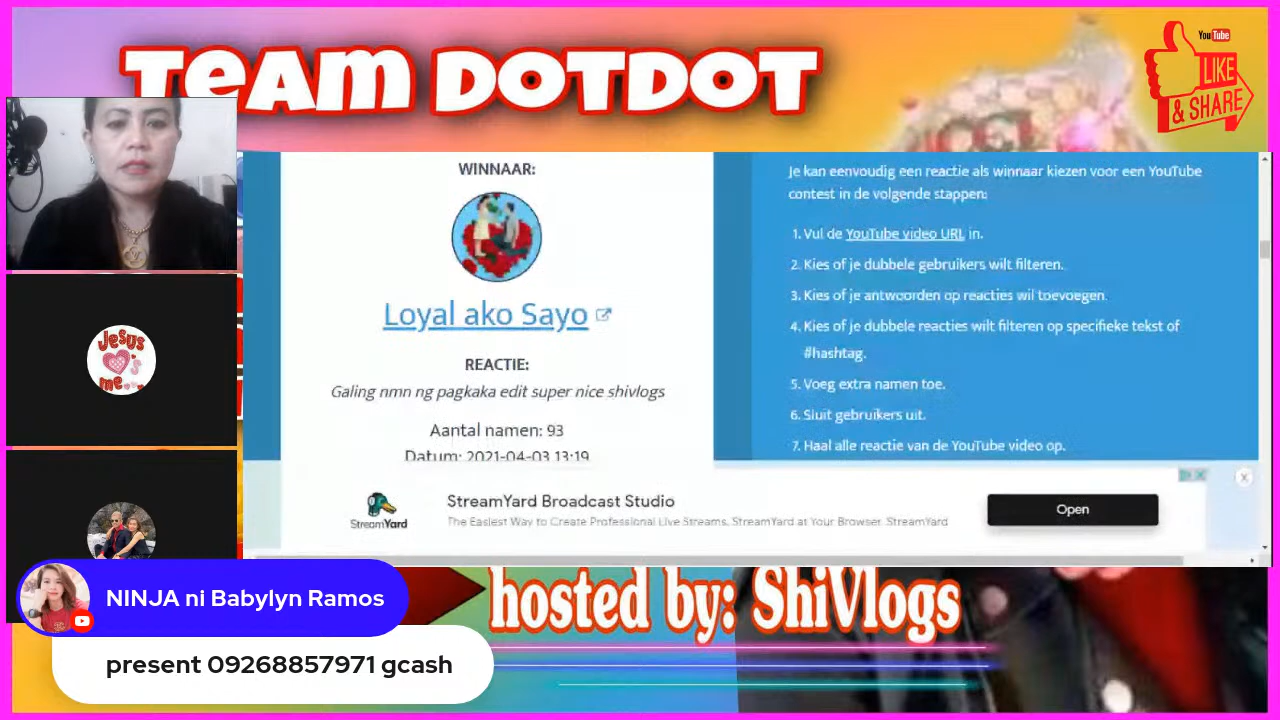 TeAM DOTDOT
YouTube
LIKE
& SHARE
Jesus
me
WINNAAR:
Loyal ako Sayo
REACTIE:
Galing nmn ng pagkaka edit super nice shivlogs
Aantal namen: 93
Datum: 2021-04-03 13:19
Je kan eenvoudig een reactie als winnaar kiezen voor een YouTube
contest in de volgende stappen:
1. Vul de YouTube video URL in.
2. Kies of je dubbele gebruikers wilt filteren.
3. Kies of je antwoorden op reacties wil toevoegen.
4. Kies of je dubbele reacties wilt filteren op specifieke tekst of
#hashtag.
5. Voeg extra namen toe.
6. Sluit gebruikers uit.
7. Haal alle reactie van de YouTube video op.
StreamYard
StreamYard Broadcast Studio
The Easiest Way to Create Professional Live Streams. StreamYard at Your Browser. StreamYard
Open
hosted by: ShiVlogs
NINJA ni Babylyn Ramos
present 09268857971 gcash